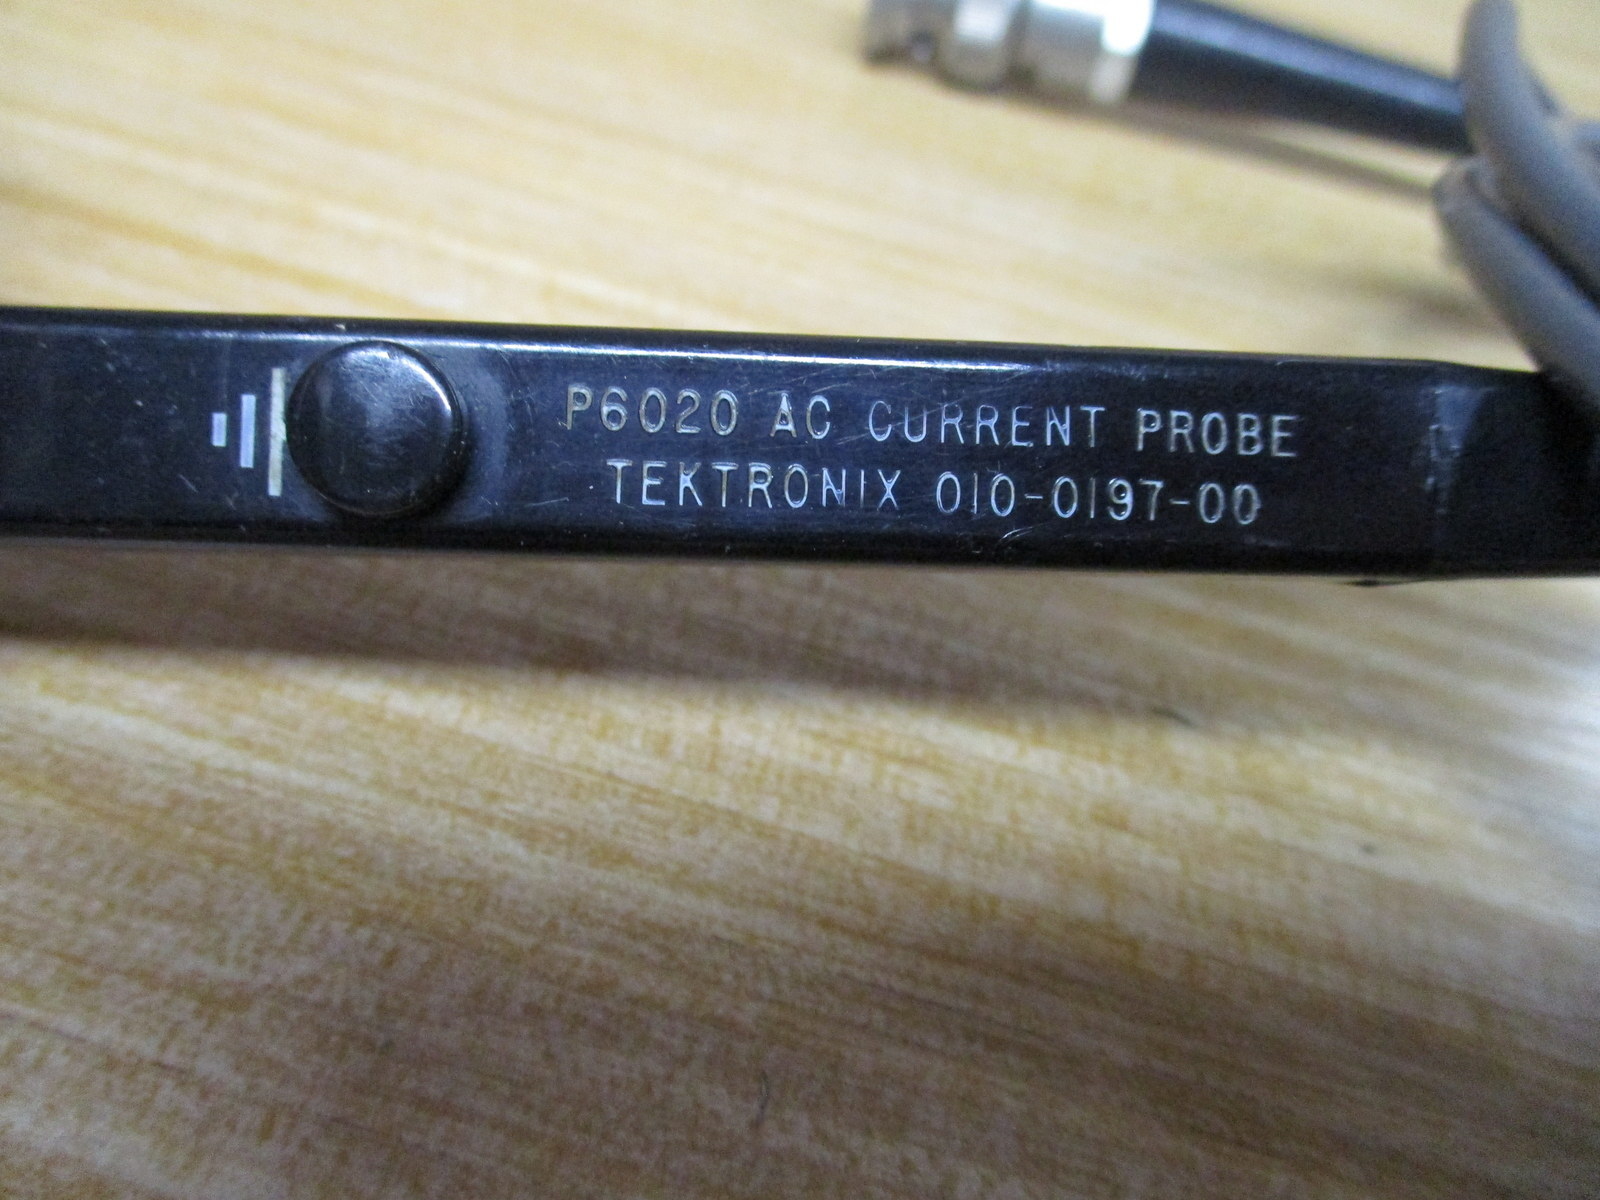 P6020 AC CURRENT PROBE
TEKTRONIX 010-0197-00